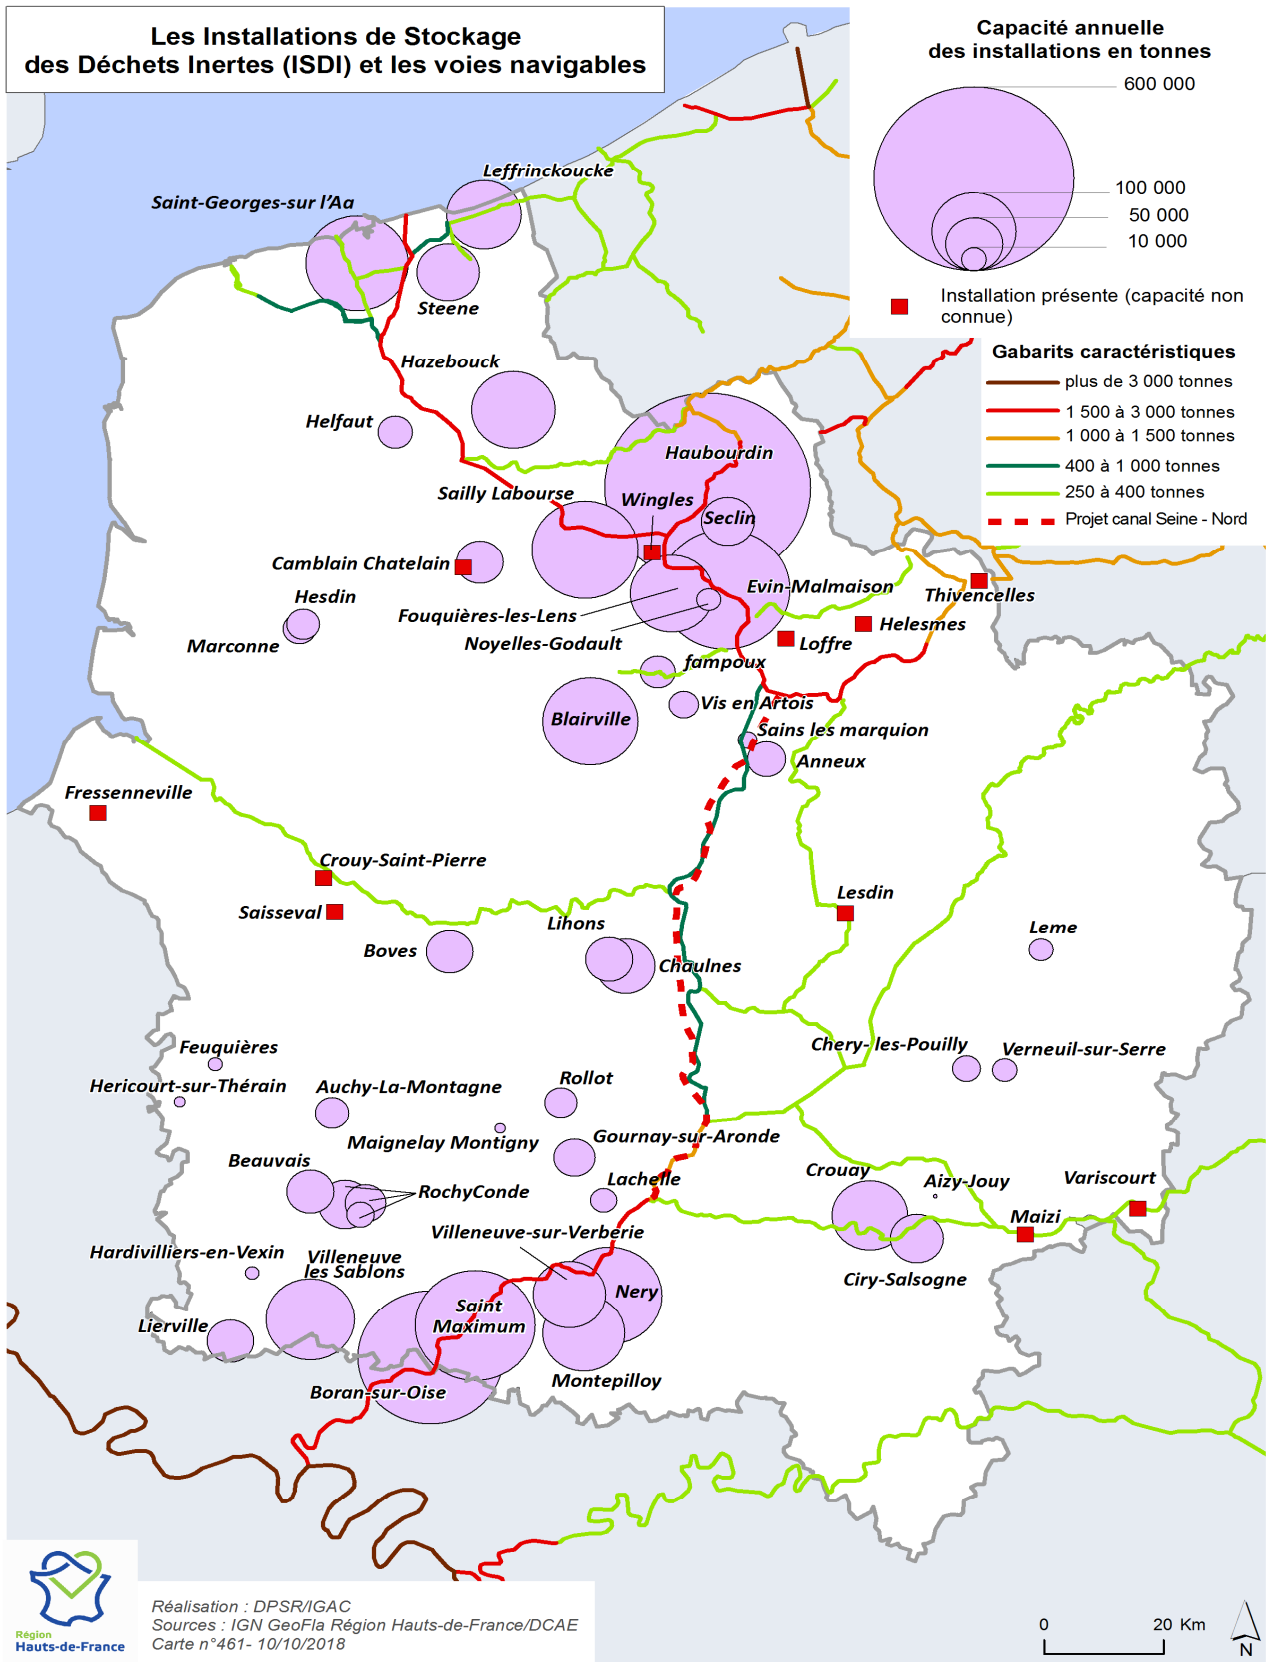 Les Installations de Stockage
des Déchets Inertes (ISDI) et les voies navigables
Capacité annuelle
des installations en tonnes
600 000
100 000
50 000
10 000
Installation présente (capacité non
connue)
Gabarits caractéristiques
plus de 3 000 tonnes
1 500 à 3 000 tonnes
1 000 à 1 500 tonnes
400 à 1 000 tonnes
250 à 400 tonnes
Projet canal Seine - Nord
Leffrinckoucke
Saint-Georges-sur l'Aa
Steene
Hazebouck
Helfaut
Haubourdin
Sailly Labourse
Wingles
Seclin
Camblain Chatelain
Evin-Malmaison
Thivencelles
Hesdin
Fouquières-les-Lens
Helesmes
Marconne
Noyelles-Godault
Loffre
fampoux
Vis en Artois
Blairville
Sains les marquion
Anneux
Fressenneville
Crouy-Saint-Pierre
Lesdin
Saisseval
Lihons
Leme
Boves
Chaulnes
Feuquières
Chery-les-Pouilly
Verneuil-sur-Serre
Hericourt-sur-Thérain
Auchy-La-Montagne
Rollot
Maignelay Montigny
Gournay-sur-Aronde
Beauvais
RochyConde
Lachelle
Crouay
Aizy-Jouy
Variscourt
Maizi
Villeneuve-sur-Verberie
Hardivilliers-en-Vexin
Villeneuve
les Sablons
Ciry-Salsogne
Nery
Saint
Maximum
Lierville
Montepilloy
Boran-sur-Oise
Région
Hauts-de-France
Réalisation : DPSR/IGAC
Sources : IGN GeoFla Région Hauts-de-France/DCAE
Carte n°461- 10/10/2018
0 20 Km
N